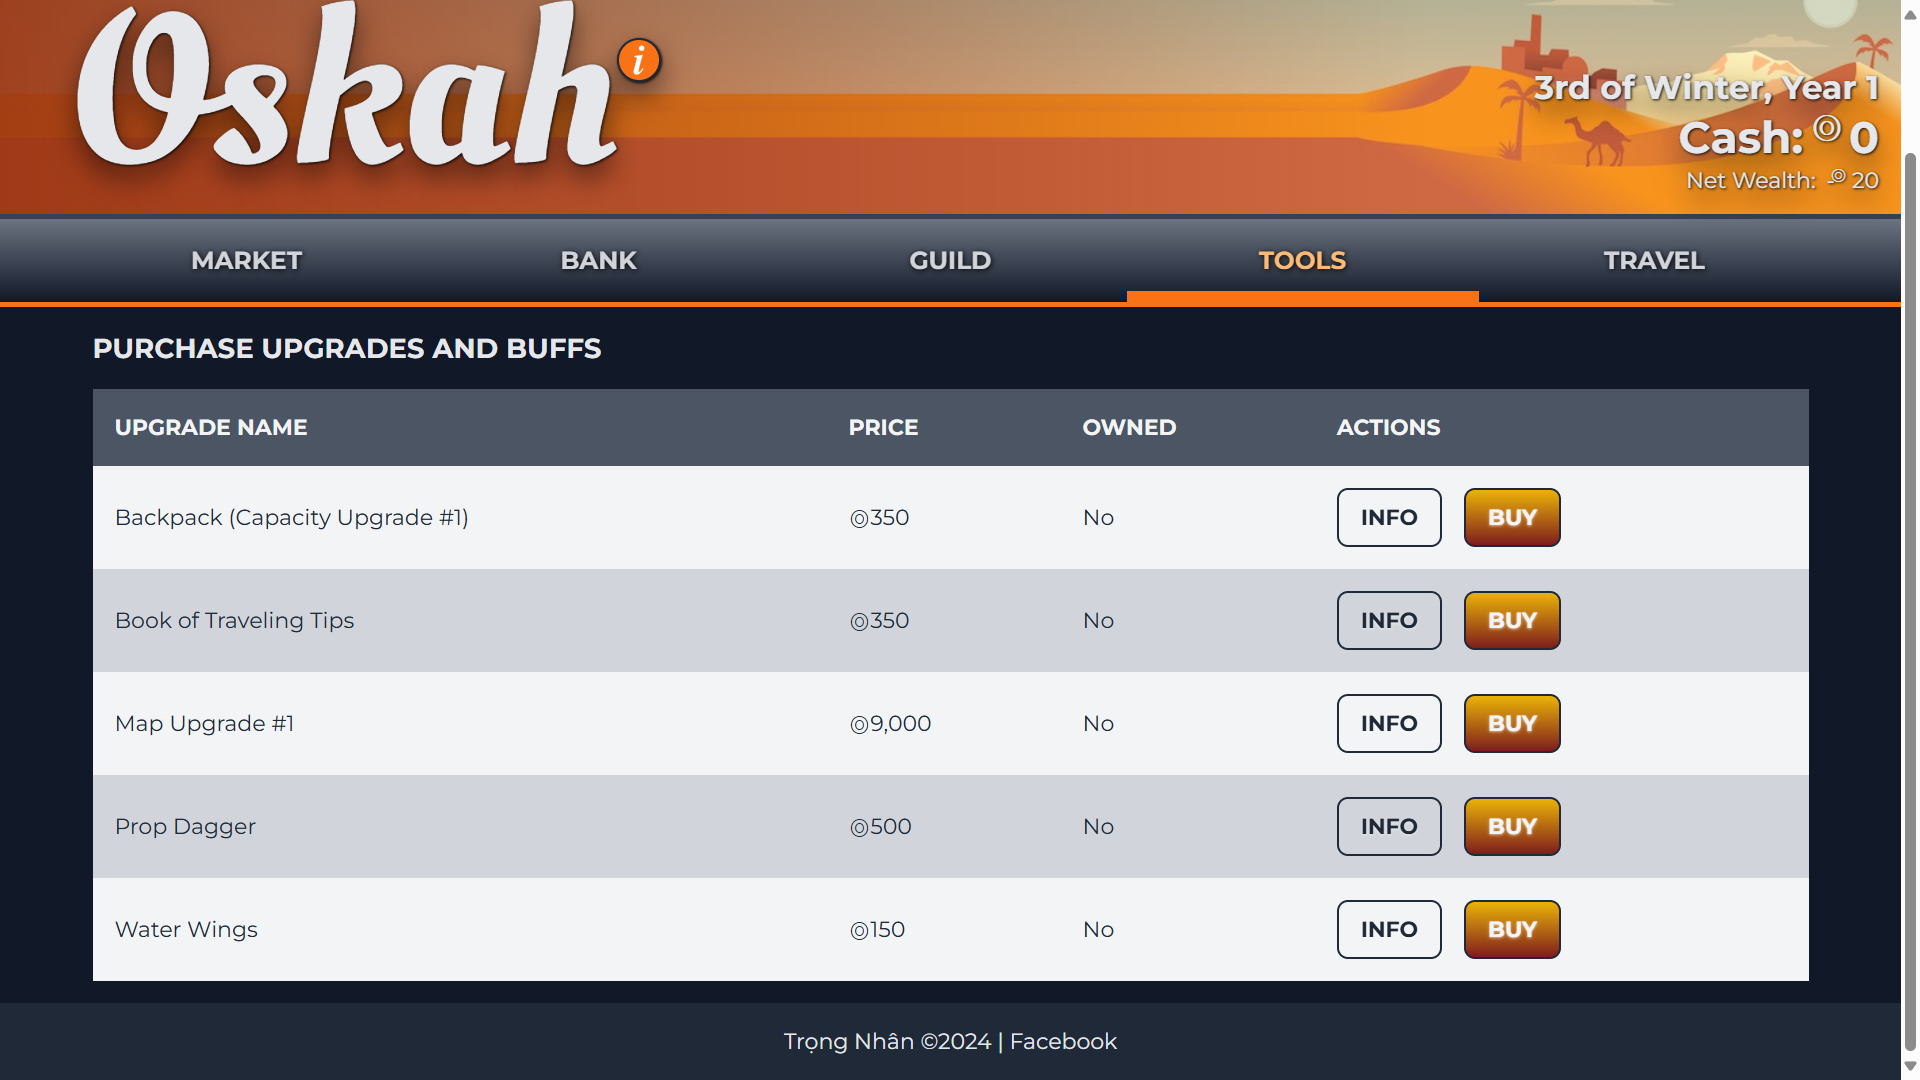 Oskah
i
3rd of Winter, Year 1
Cash: ⌾ 0
Net Wealth: -⌾ 20
MARKET BANK GUILD TOOLS TRAVEL
PURCHASE UPGRADES AND BUFFS
UPGRADE NAME PRICE OWNED ACTIONS
Backpack (Capacity Upgrade #1) ⌾350 No INFO BUY
Book of Traveling Tips ⌾350 No INFO BUY
Map Upgrade #1 ⌾9,000 No INFO BUY
Prop Dagger ⌾500 No INFO BUY
Water Wings ⌾150 No INFO BUY
Trọng Nhân ©2024 | Facebook